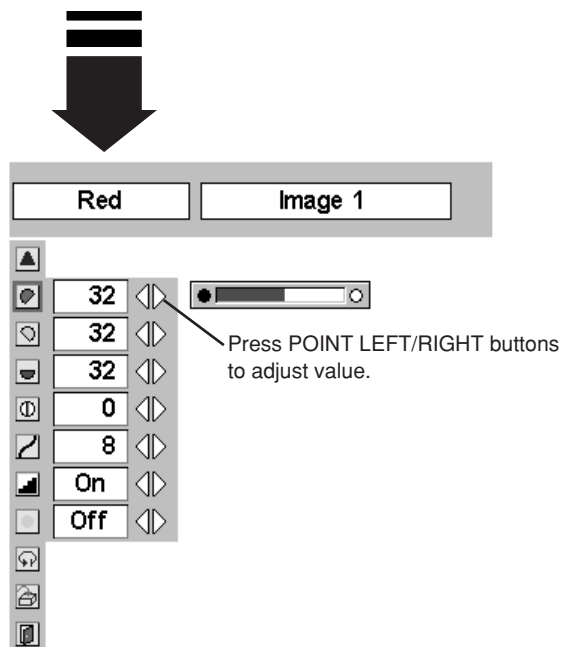 Red Image 1
32
32
Press POINT LEFT/RIGHT buttons
to adjust value.
32
0
8
On
Off